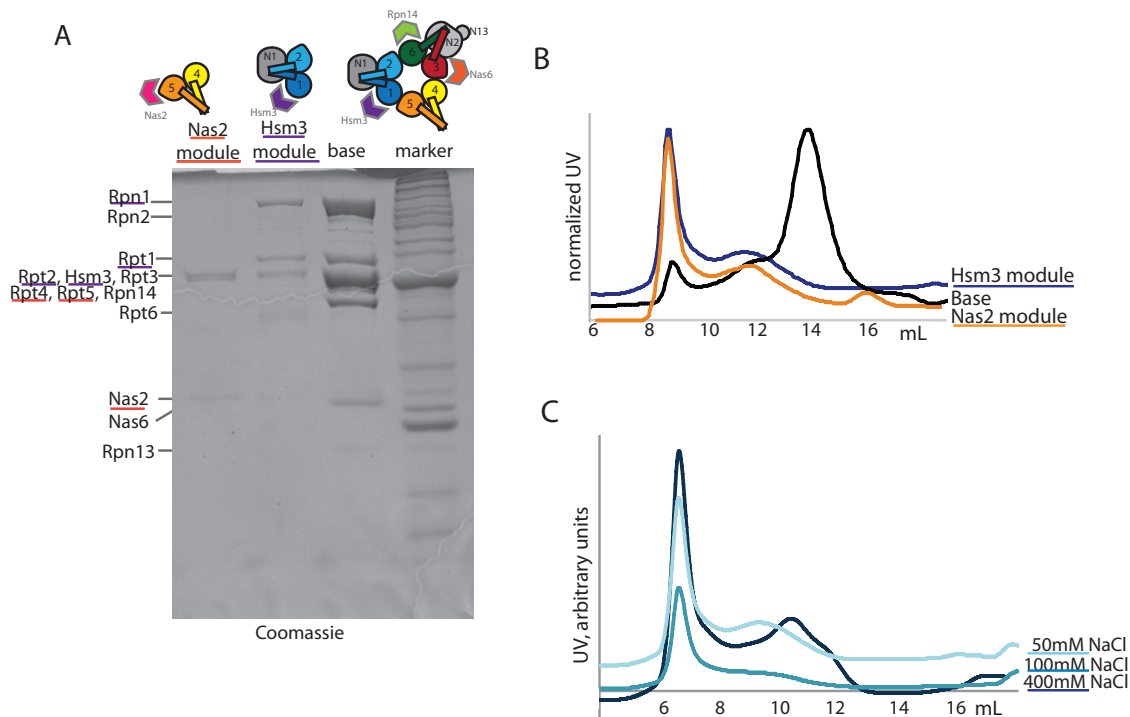 A
Nas2
5
4
N1
2
1
Hsm3
Rpn14
N1
2
1
Hsm3
6
N2
N13
3
Nas6
5
4
Nas2
module
Hsm3
module
base
marker
Rpn1
Rpn2
Rpt1
Rpt2, Hsm3, Rpt3
Rpt4, Rpt5, Rpn14
Rpt6
Nas2
Nas6
Rpn13
Coomassie
B
normalized UV
Hsm3 module
Base
Nas2 module
6 8 10 12 14 16 mL
C
UV, arbitrary units
50mM NaCl
100mM NaCl
400mM NaCl
6 8 10 12 14 16 mL